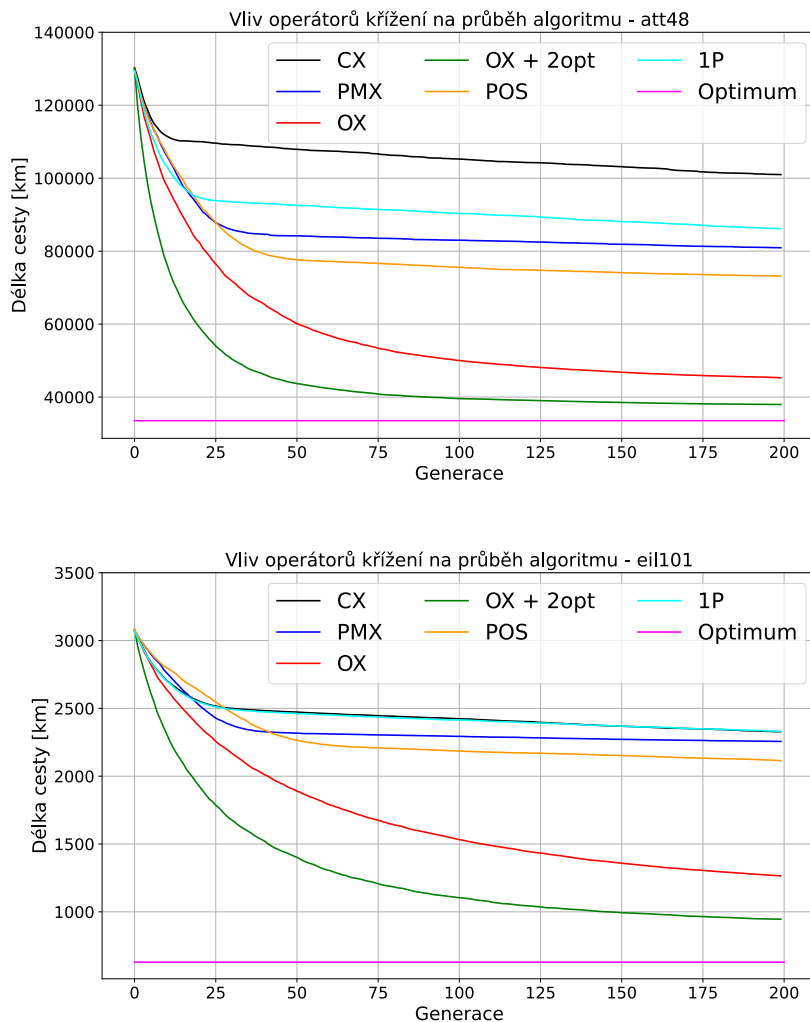 Vliv operátorů křížení na průběh algoritmu - att48
140000
120000
100000
80000
60000
40000
Délka cesty [km]
CX
PMX
OX
OX + 2opt
POS
1P
Optimum
0 25 50 75 100 125 150 175 200
Generace
Vliv operátorů křížení na průběh algoritmu - eil101
3500
3000
2500
2000
1500
1000
Délka cesty [km]
CX
PMX
OX
OX + 2opt
POS
1P
Optimum
0 25 50 75 100 125 150 175 200
Generace